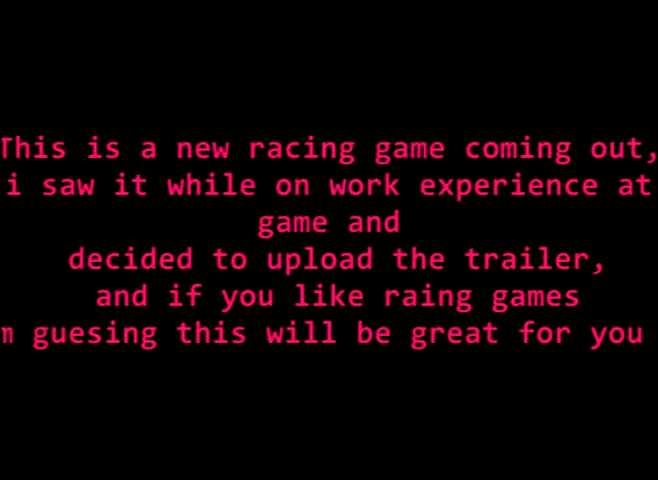 This is a new racing game coming out,
i saw it while on work experience at
game and
decided to upload the trailer,
and if you like raing games
m guesing this will be great for you